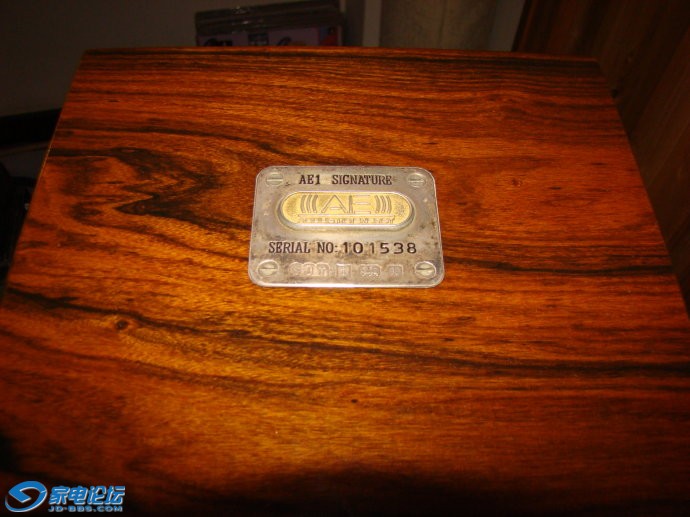 AE1 SIGNATURE
AE
SERIAL NO: 101538
家电论坛
JD-BBS.COM